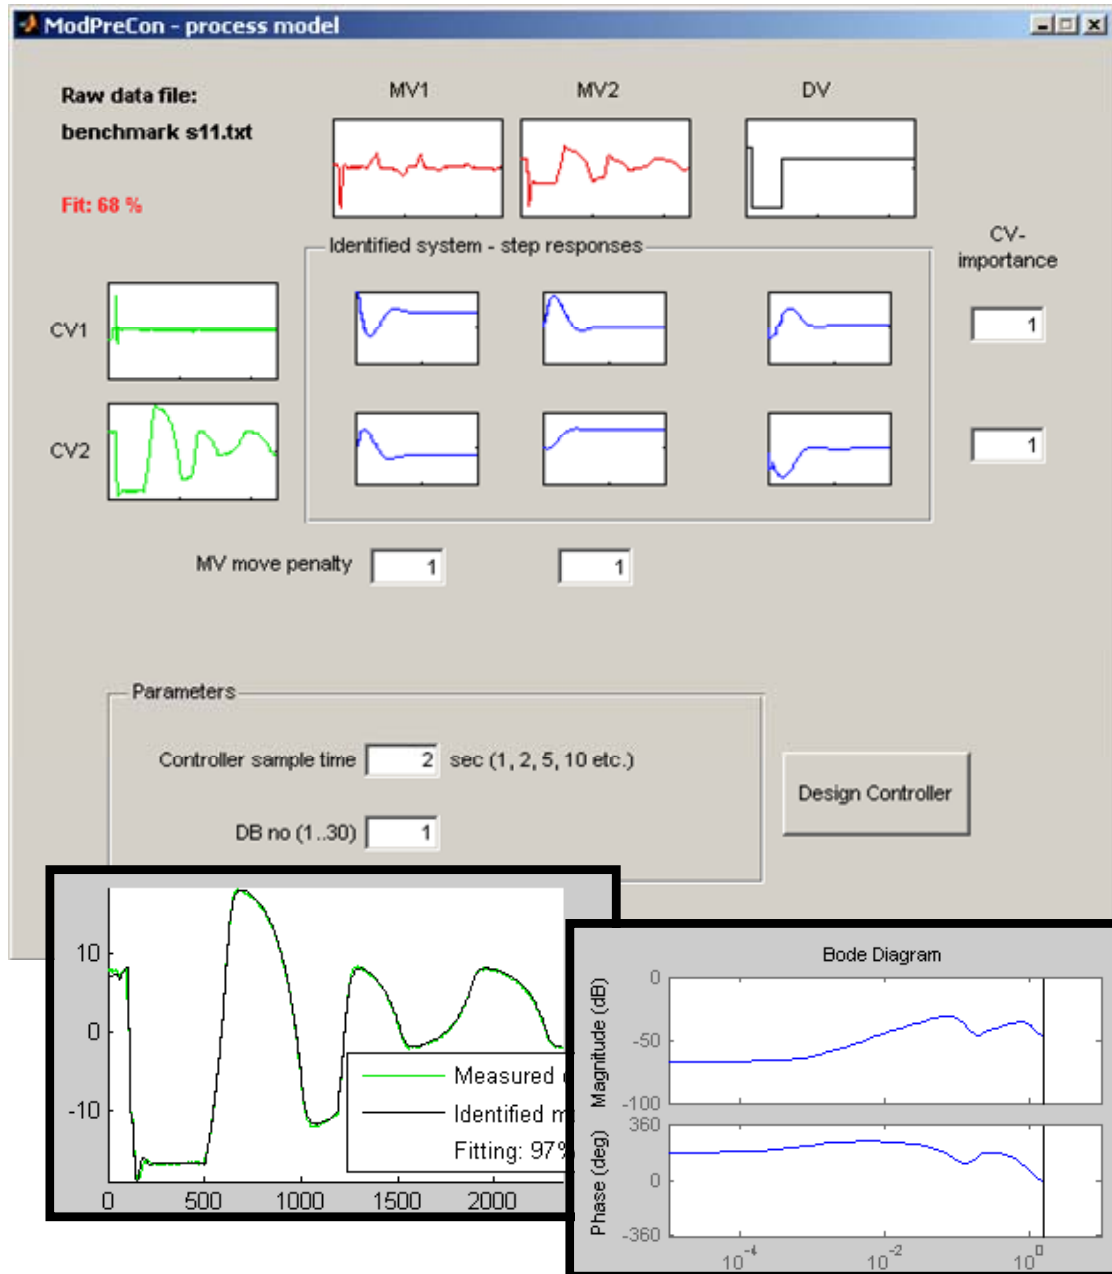 ModPreCon - process model
Raw data file:
benchmark s11.txt
Fit: 68 %
MV1
MV2
DV
Identified system - step responses
CV-
importance
CV1
1
CV2
1
MV move penalty 1 1
Parameters
Controller sample time 2 sec (1, 2, 5, 10 etc.)
DB no (1..30) 1
Design Controller
10
0
-10
0 500 1000 1500 2000
Measured
Identified
Fitting: 97%
Bode Diagram
Magnitude (dB)
0
-50
-100
Phase (deg)
360
0
-360
10^-4 10^-2 10^0